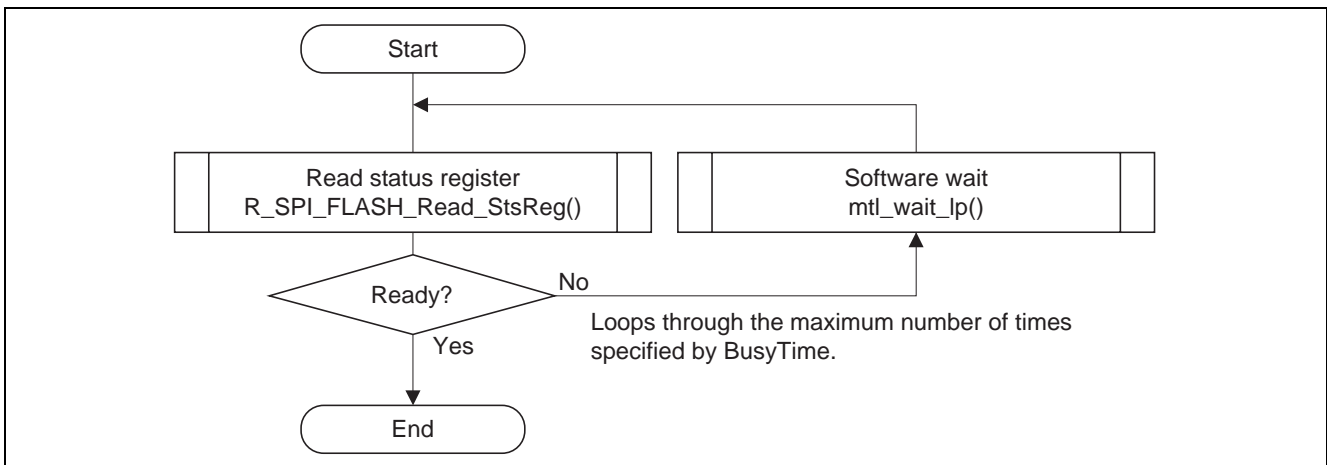 Start
Read status register
R_SPI_FLASH_Read_StsReg()
Software wait
mtl_wait_lp()
Ready?
No
Loops through the maximum number of times
specified by BusyTime.
Yes
End